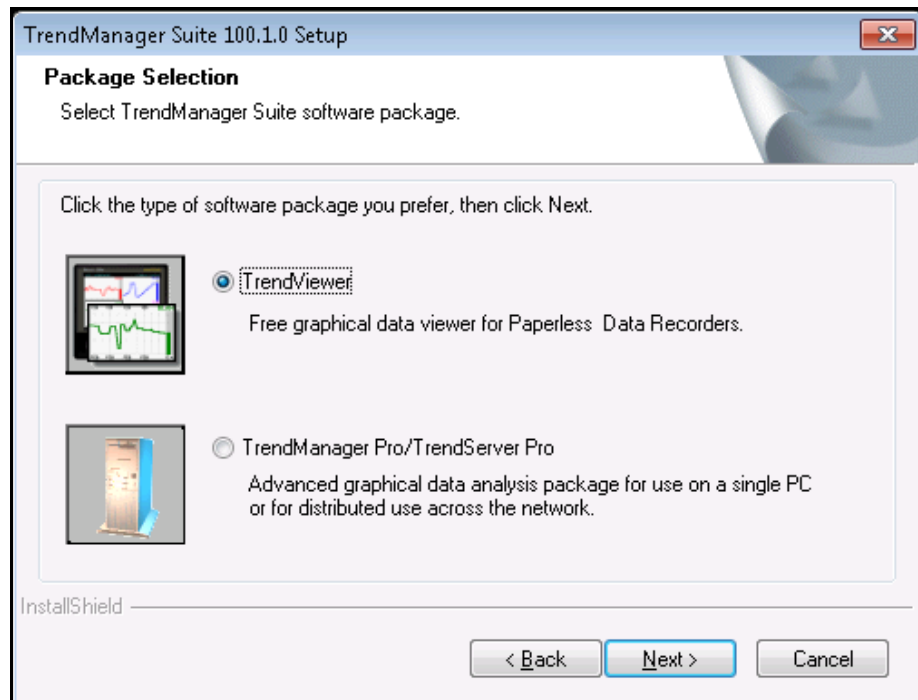 TrendManager Suite 100.1.0 Setup
Package Selection
Select TrendManager Suite software package.
Click the type of software package you prefer, then click Next.
TrendViewer
Free graphical data viewer for Paperless  Data Recorders.
TrendManager Pro/TrendServer Pro
Advanced graphical data analysis package for use on a single PC
or for distributed use across the network.
InstallShield
< Back
Next >
Cancel